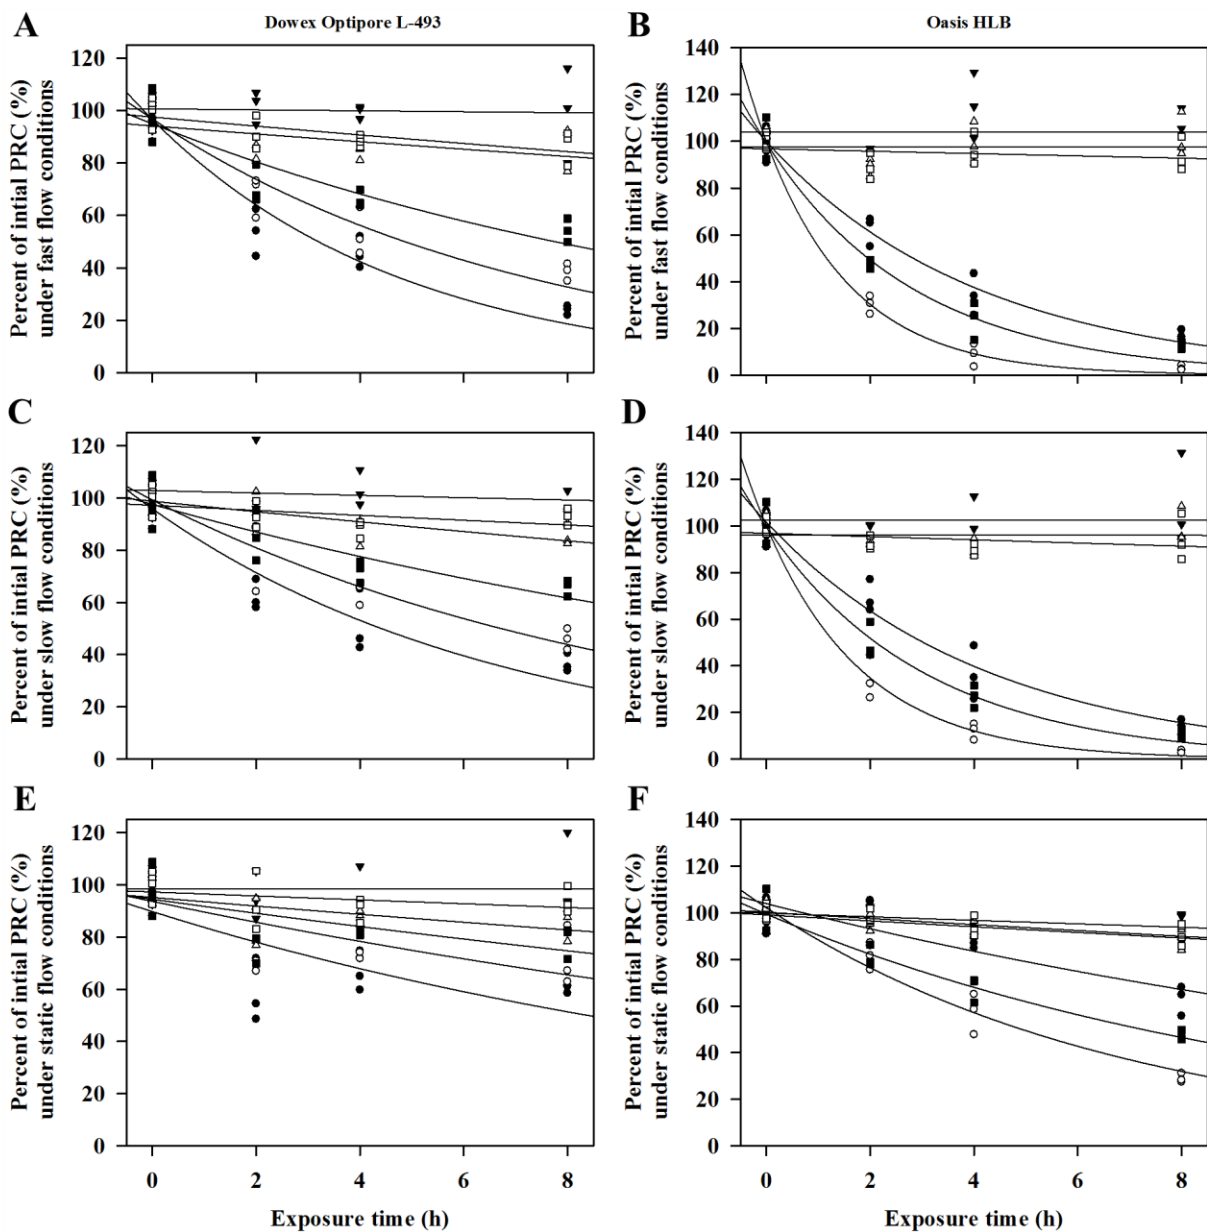 A
Dowex Optipore L-493
Percent of intial PRC (%)
under fast flow conditions
120
100
80
60
40
20
0
B
Oasis HLB
Percent of intial PRC (%)
under fast flow conditions
140
120
100
80
60
40
20
0
C
Percent of intial PRC (%)
under slow flow conditions
120
100
80
60
40
20
0
D
Percent of intial PRC (%)
under slow flow conditions
140
120
100
80
60
40
20
0
E
Percent of intial PRC (%)
under static flow conditions
120
100
80
60
40
20
0
0 2 4 6 8
Exposure time (h)
F
Percent of intial PRC (%)
under static flow conditions
140
120
100
80
60
40
20
0
0 2 4 6 8
Exposure time (h)